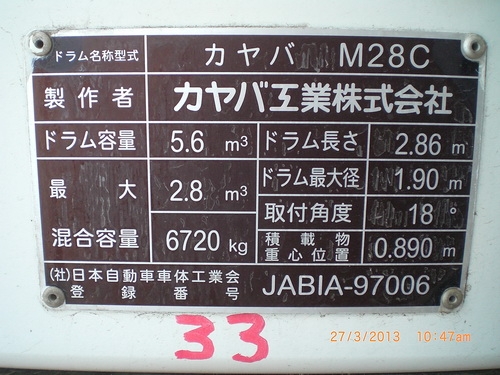 ドラム名称型式 カヤバ M28C
製作者 カヤバ工業株式会社
ドラム容量 5.6 m³ ドラム長さ 2.86 m
最大 2.8 m³ ドラム最大径 1.90 m
取付角度 18°
混合容量 6720 kg 積載物重心位置 0.890 m
(社)日本自動車車体工業会
登録番号 JABIA-97006
33
27/3/2013 10:47am